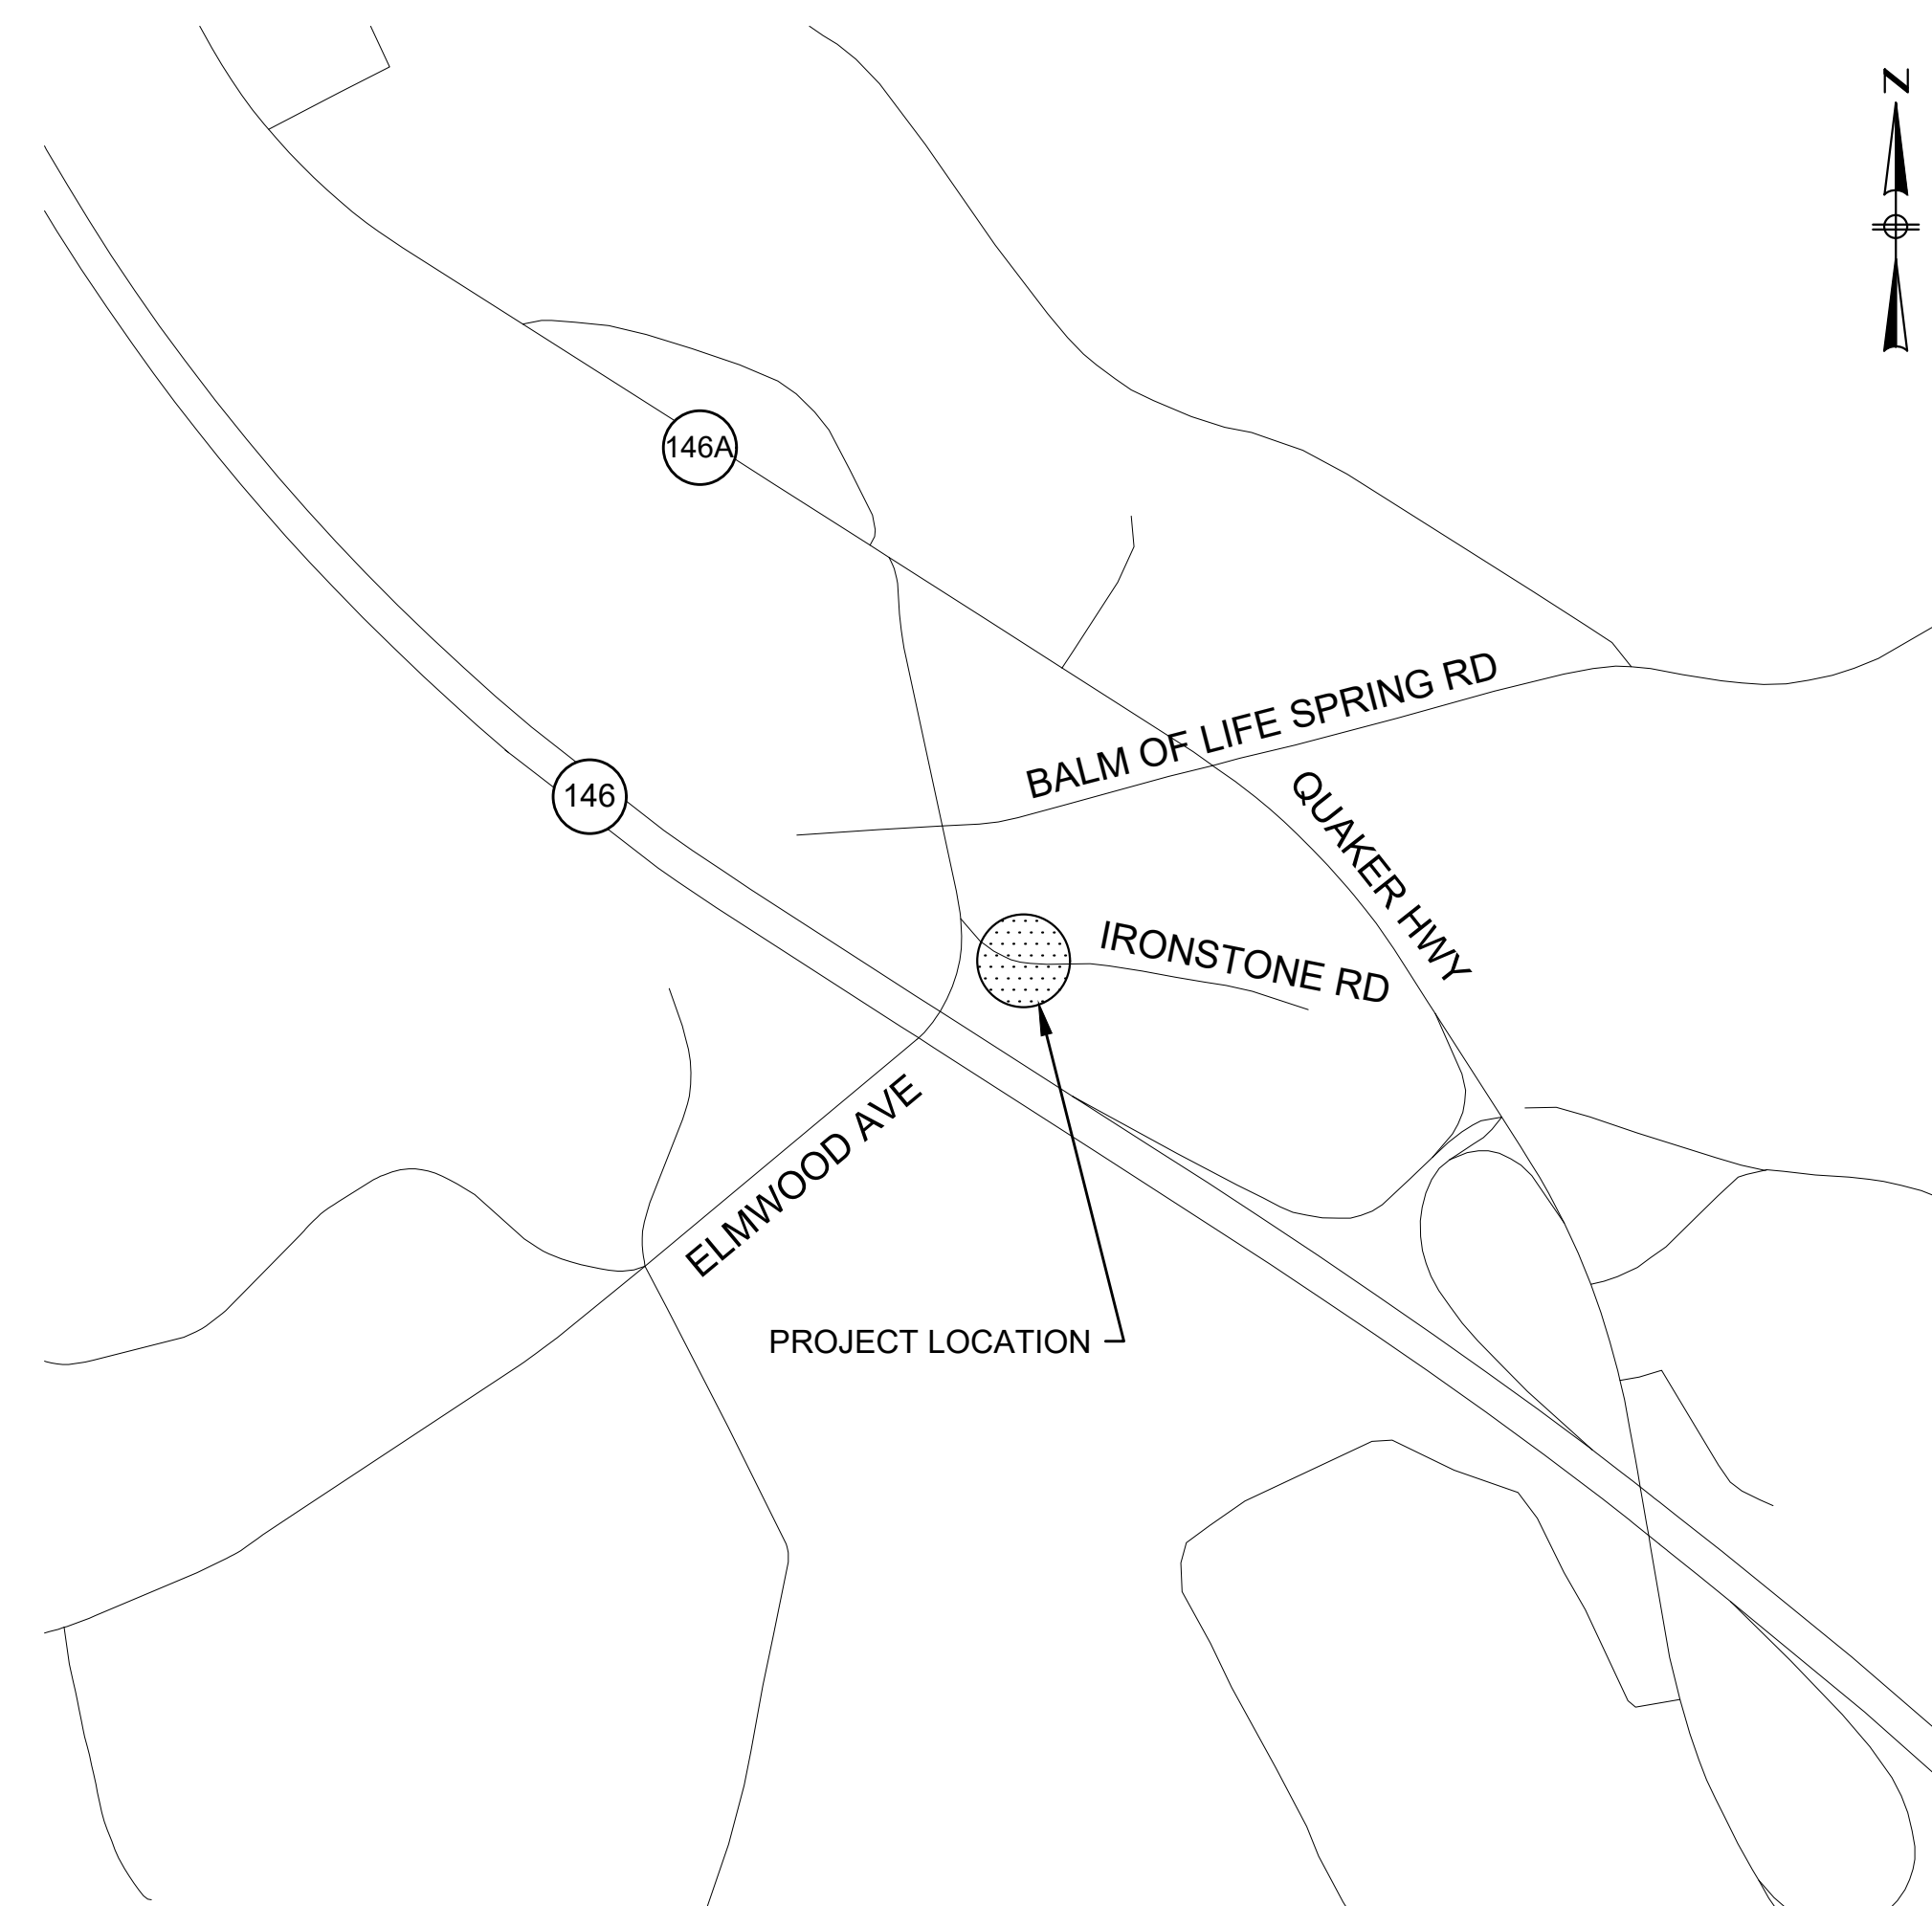 N
146A
BALM OF LIFE SPRING RD
146
QUAKER HWY
IRONSTONE RD
ELMWOOD AVE
PROJECT LOCATION